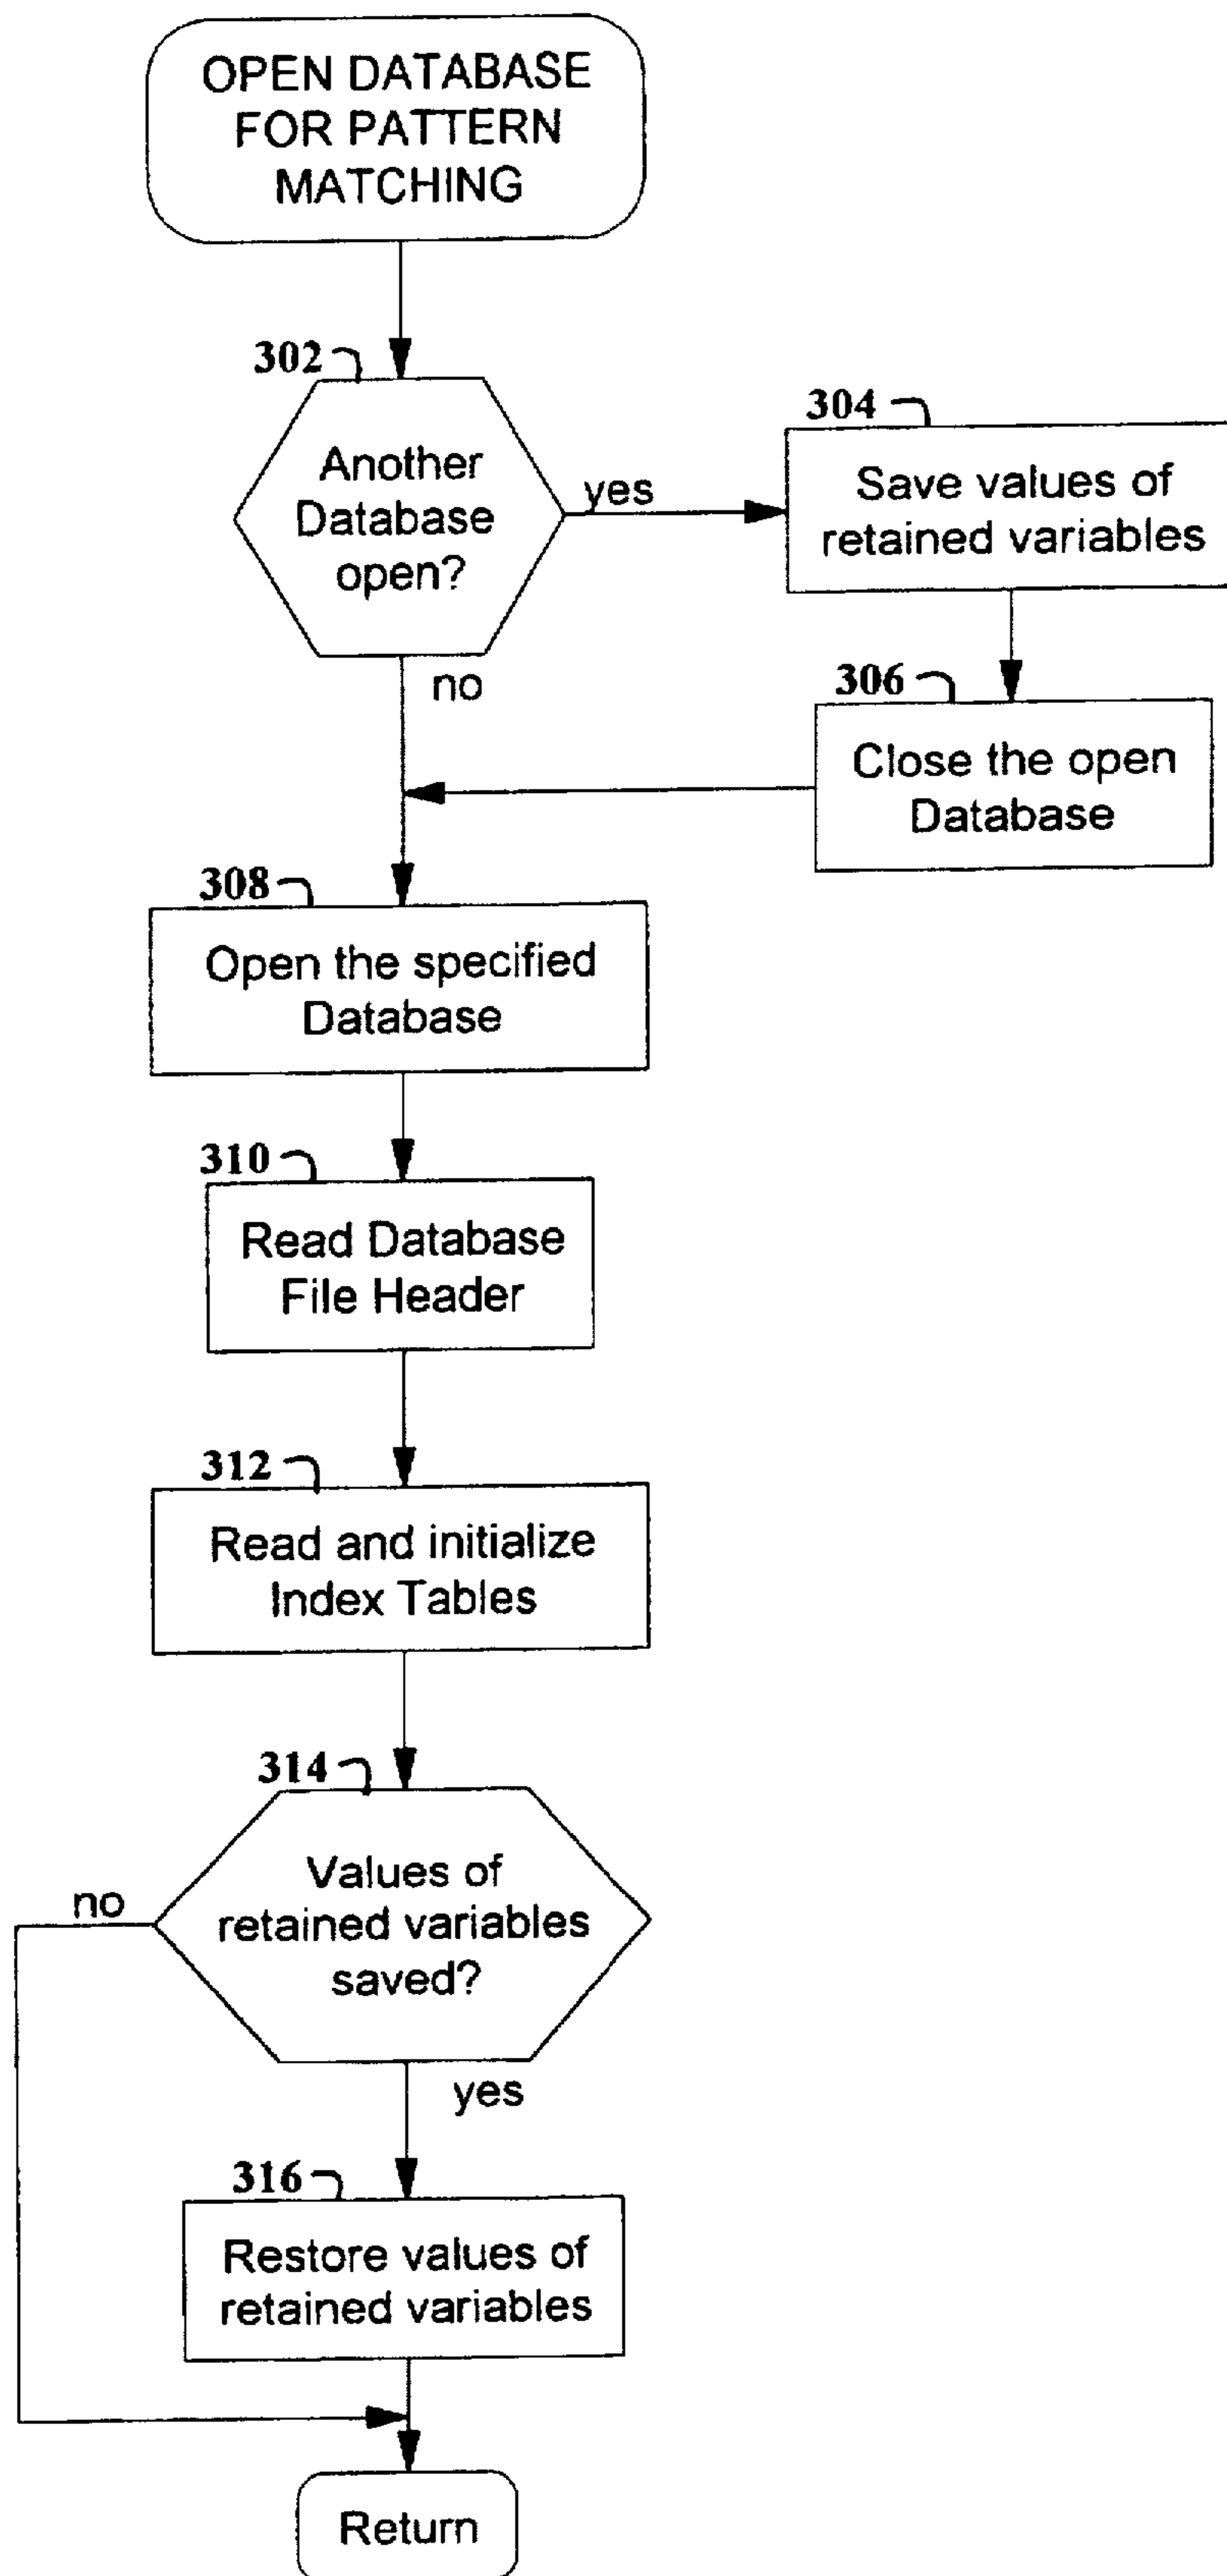 OPEN DATABASE
FOR PATTERN
MATCHING
302
Another
Database
open?
yes
no
304
Save values of
retained variables
306
Close the open
Database
308
Open the specified
Database
310
Read Database
File Header
312
Read and initialize
Index Tables
314
Values of
retained variables
saved?
no
yes
316
Restore values of
retained variables
Return